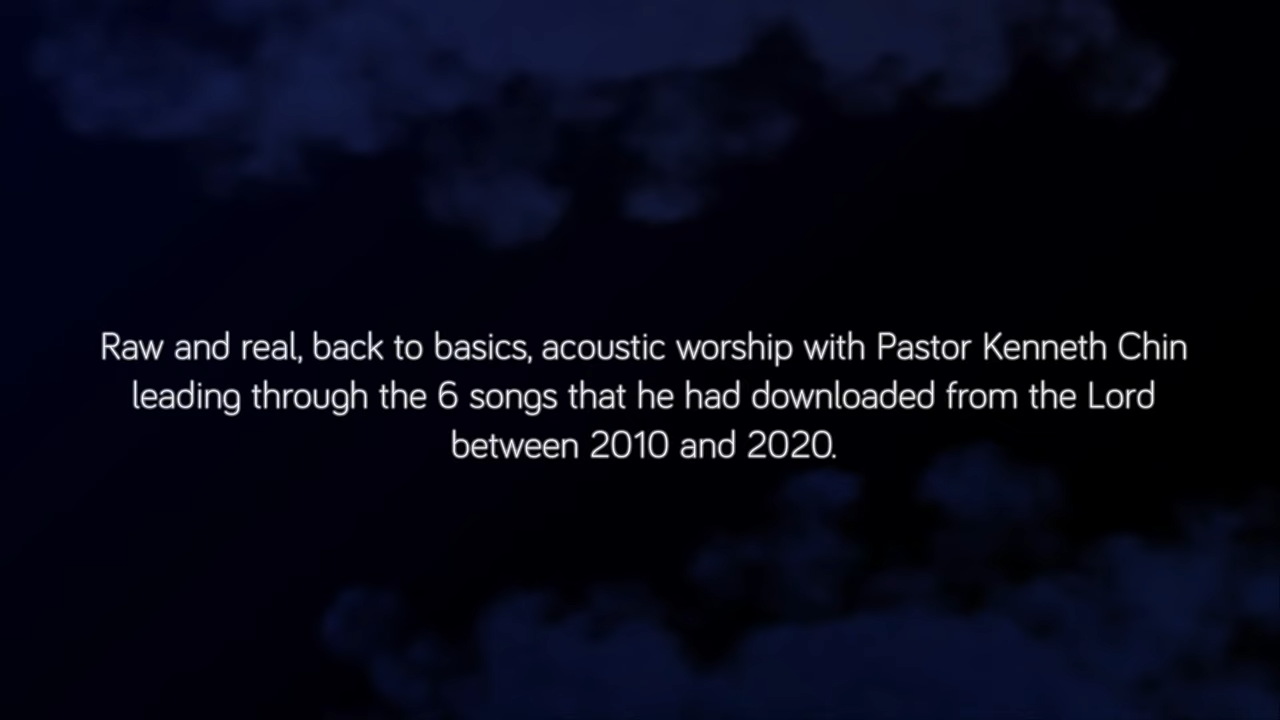 Raw and real, back to basics, acoustic worship with Pastor Kenneth Chin
leading through the 6 songs that he had downloaded from the Lord
between 2010 and 2020.